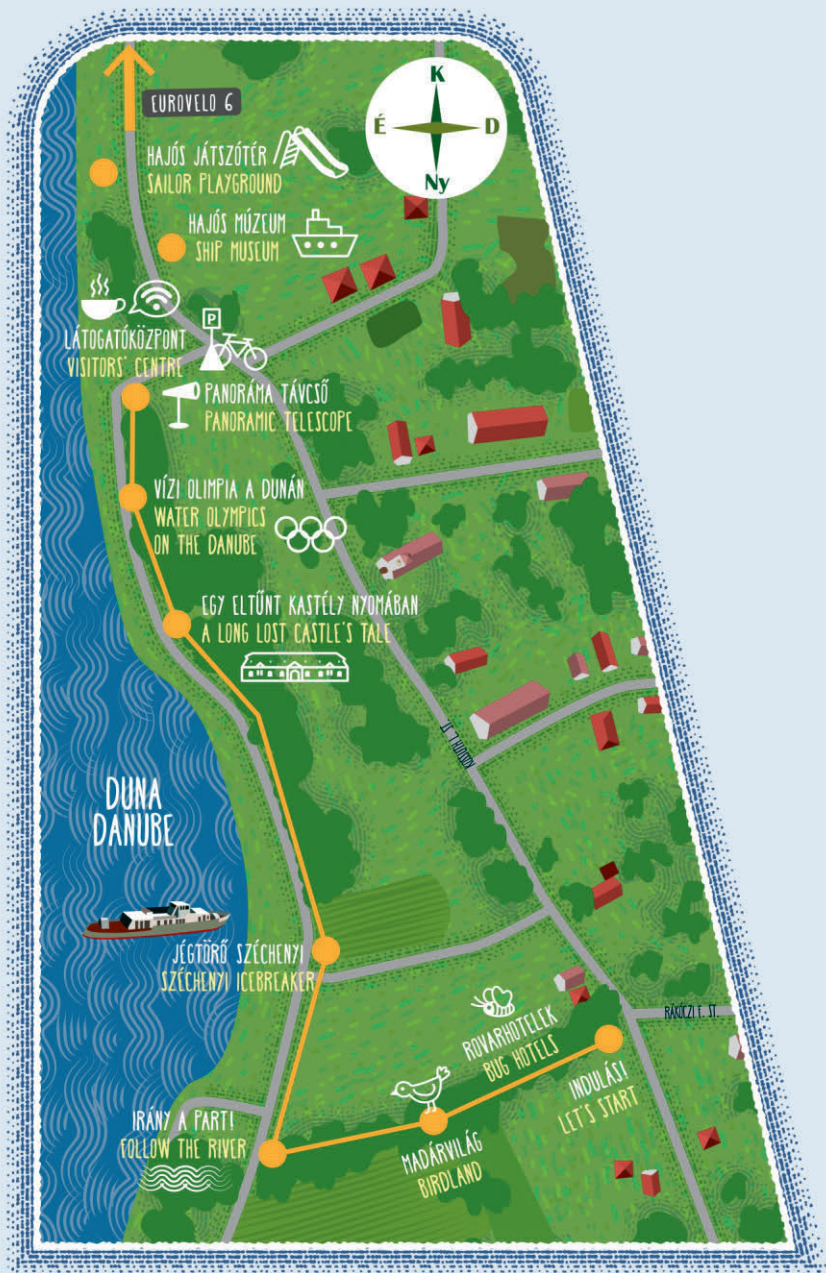 EUROVELO 6
K
É
D
Ny
HAJÓS JÁTSZÓTÉR
SAILOR PLAYGROUND
HAJÓS MÚZEUM
SHIP MUSEUM
P
LÁTOGATÓKÖZPONT
VISITORS' CENTRE
PANORÁMA TÁVCSŐ
PANORAMIC TELESCOPE
VÍZI OLIMPIA A DUNÁN
WATER OLYMPICS
ON THE DANUBE
EGY ELTŰNT KASTÉLY NYOMÁBAN
A LONG LOST CASTLE'S TALE
KOSSUTH L. ST.
DUNA
DANUBE
JÉGTÖRŐ SZÉCHENYI
SZÉCHENYI ICEBREAKER
ROVARHOTELEK
BUG HOTELS
RÁKÓCZI F. ST.
INDULÁS!
LET'S START
IRÁNY A PART!
FOLLOW THE RIVER
MADÁRVILÁG
BIRDLAND